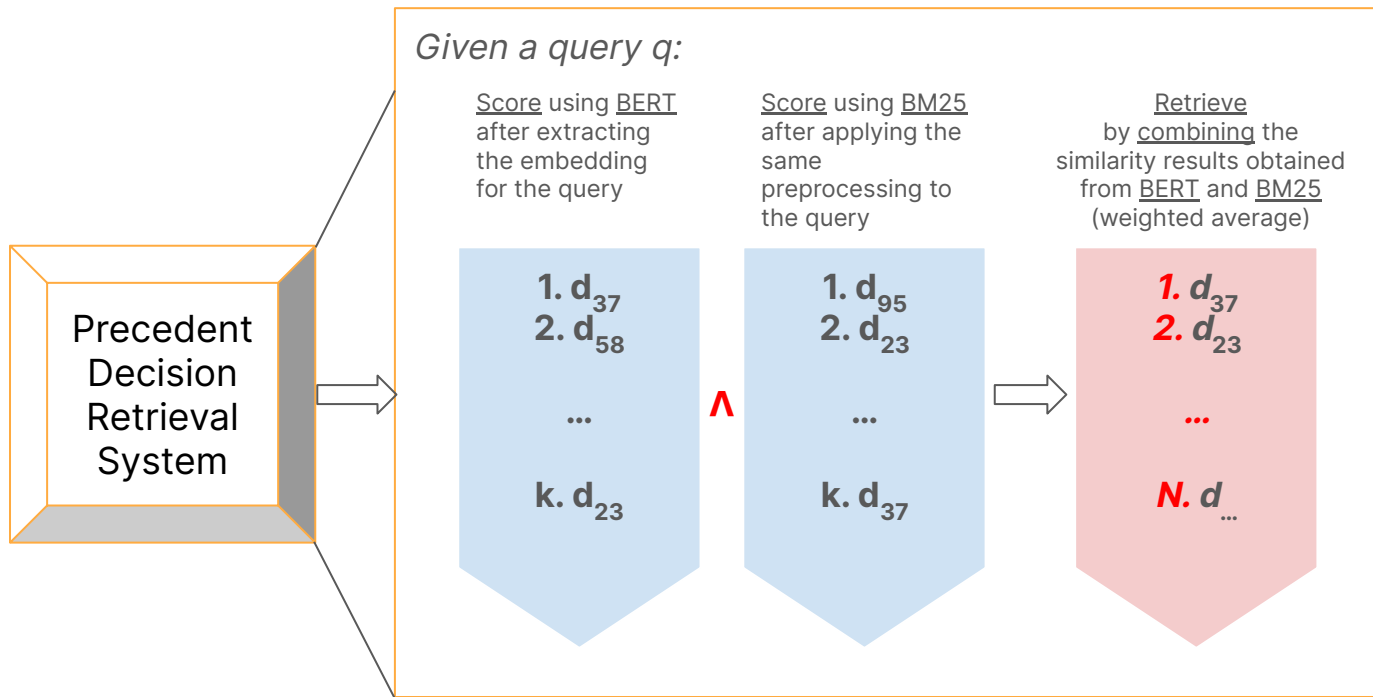 Given a query q:
Score using BERT
after extracting
the embedding
for the query
Score using BM25
after applying the
same
preprocessing to
the query
Retrieve
by combining the
similarity results obtained
from BERT and BM25
(weighted average)
Precedent
Decision
Retrieval
System
1. d37
2. d58
...
k. d23
Λ
1. d95
2. d23
...
k. d37
1. d37
2. d23
...
N. d...